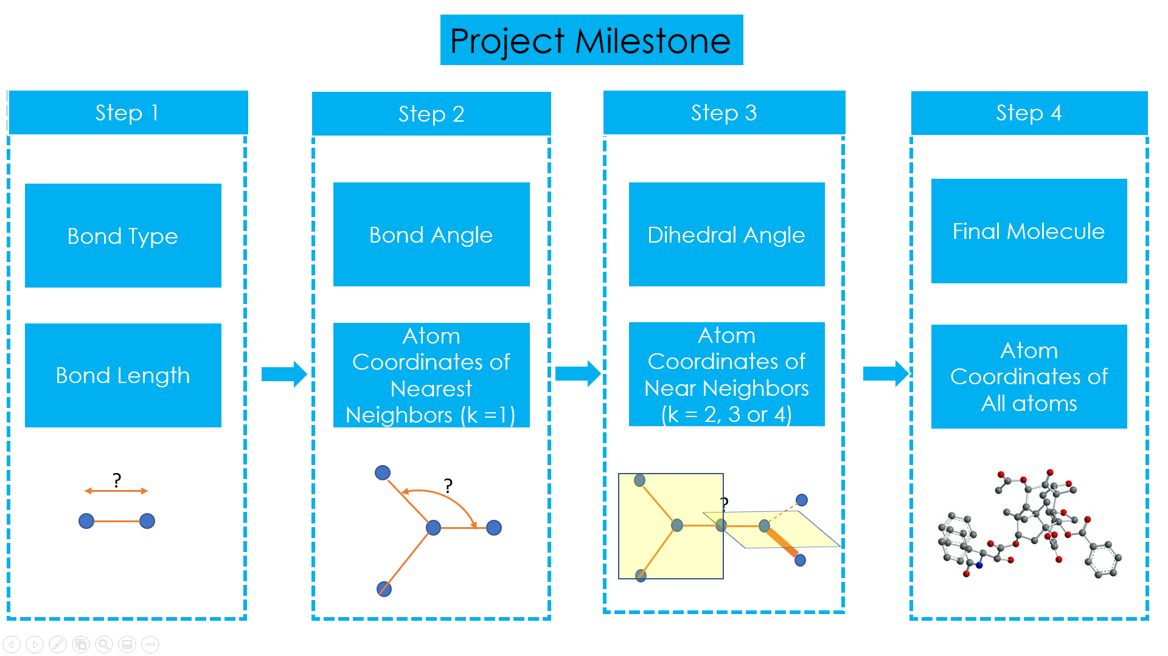 Project Milestone
Step 1
Bond Type
Bond Length
?
Step 2
Bond Angle
Atom
Coordinates of
Nearest
Neighbors (k =1)
?
Step 3
Dihedral Angle
Atom
Coordinates of
Near Neighbors
(k = 2, 3 or 4)
?
Step 4
Final Molecule
Atom
Coordinates of
All atoms